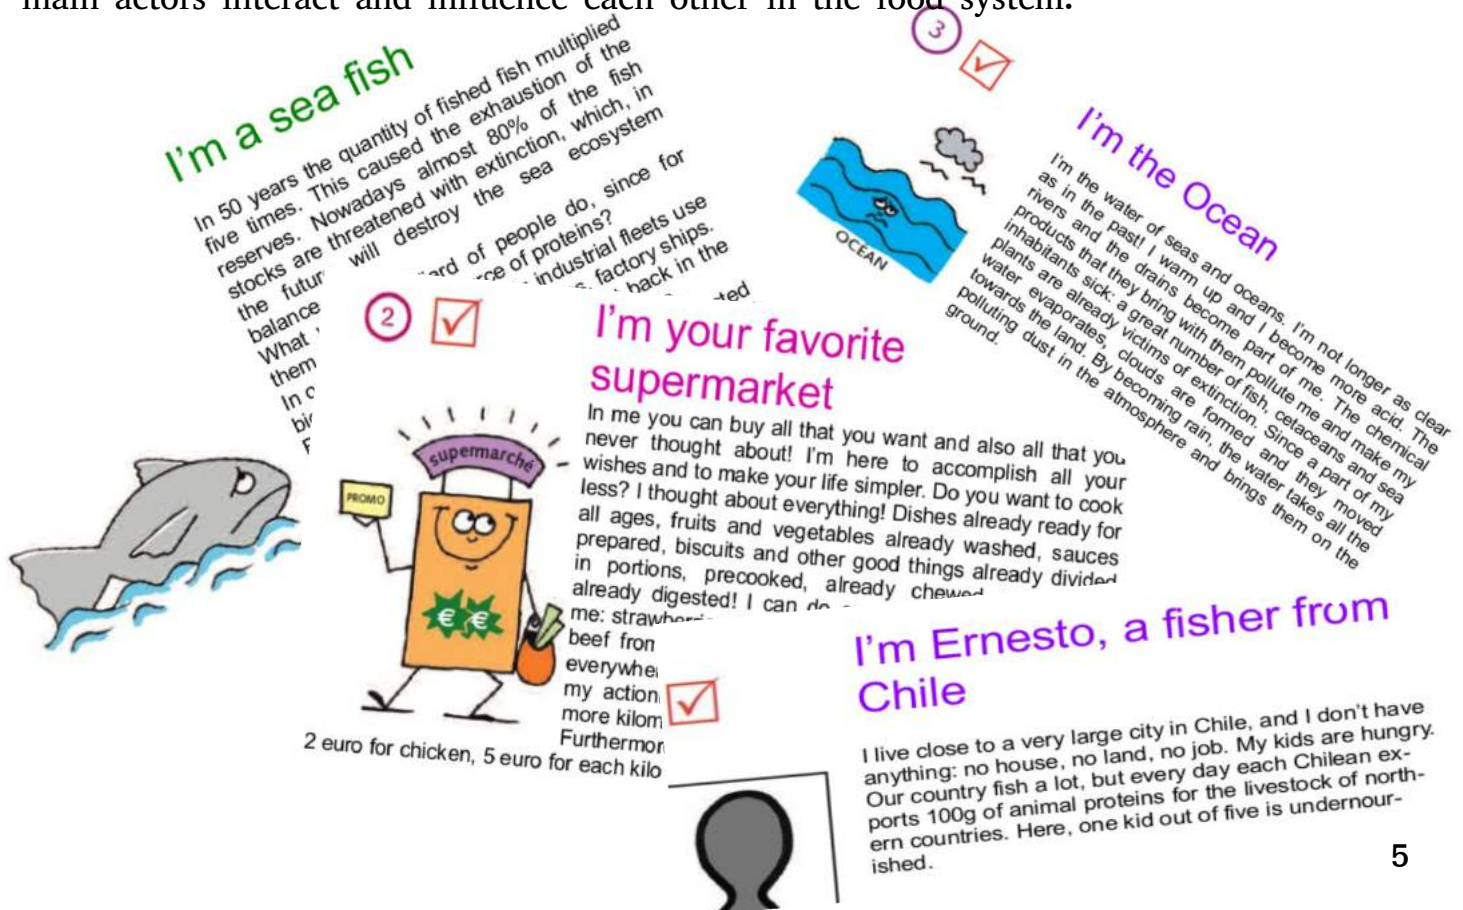 main actors interact and influence each other in the food system.
I'm a sea fish
In 50 years the quantity of fished fish multiplied
five times. This caused the exhaustion of the
reserves. Nowadays almost 80% of the fish
stocks are threatened with extinction, which, in
the future will destroy the sea ecosystem
balance
What
ard of people do, since for
them
rce of proteins?
In
industrial fleets use
factory ships.
back in the
ted
3
I'm the Ocean
I'm the water of seas and oceans. I'm not longer as clear
as in the past! I warm up and I become more acid. The
rivers and the drains become part of me. The chemical
products that they bring with them pollute me and make my
inhabitants sick: a great number of fish, cetaceans and sea
plants are already victims of extinction. Since a part of my
water evaporates, clouds are formed and they moved
towards the land. By becoming rain, the water takes all the
polluting dust in the atmosphere and brings them on the
ground.
OCÉAN
2
I'm your favorite
supermarket
In me you can buy all that you want and also all that you
never thought about! I'm here to accomplish all your
wishes and to make your life simpler. Do you want to cook
less? I thought about everything! Dishes already ready for
all ages, fruits and vegetables already washed, sauces
prepared, biscuits and other good things already divided
in portions, precooked, already chewed
already digested! I can do
me: strawberries
beef from
everywhe
my action
more kilom
Furthermor
2 euro for chicken, 5 euro for each kilo
supermarché
PROMO
€ €
I'm Ernesto, a fisher from
Chile
I live close to a very large city in Chile, and I don't have
anything: no house, no land, no job. My kids are hungry.
Our country fish a lot, but every day each Chilean ex-
ports 100g of animal proteins for the livestock of north-
ern countries. Here, one kid out of five is undernour-
ished.
5